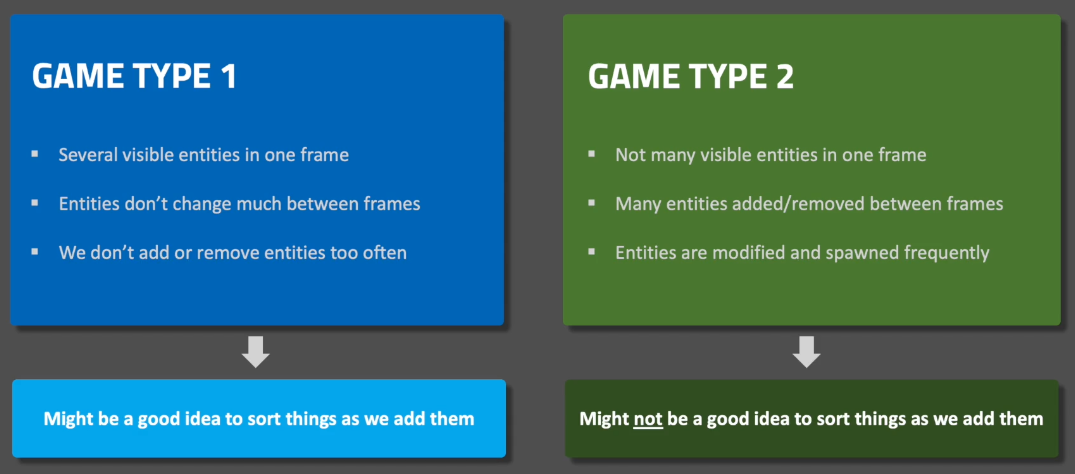 GAME TYPE 1
▪ Several visible entities in one frame
▪ Entities don’t change much between frames
▪ We don’t add or remove entities too often
Might be a good idea to sort things as we add them
GAME TYPE 2
▪ Not many visible entities in one frame
▪ Many entities added/removed between frames
▪ Entities are modified and spawned frequently
Might not be a good idea to sort things as we add them